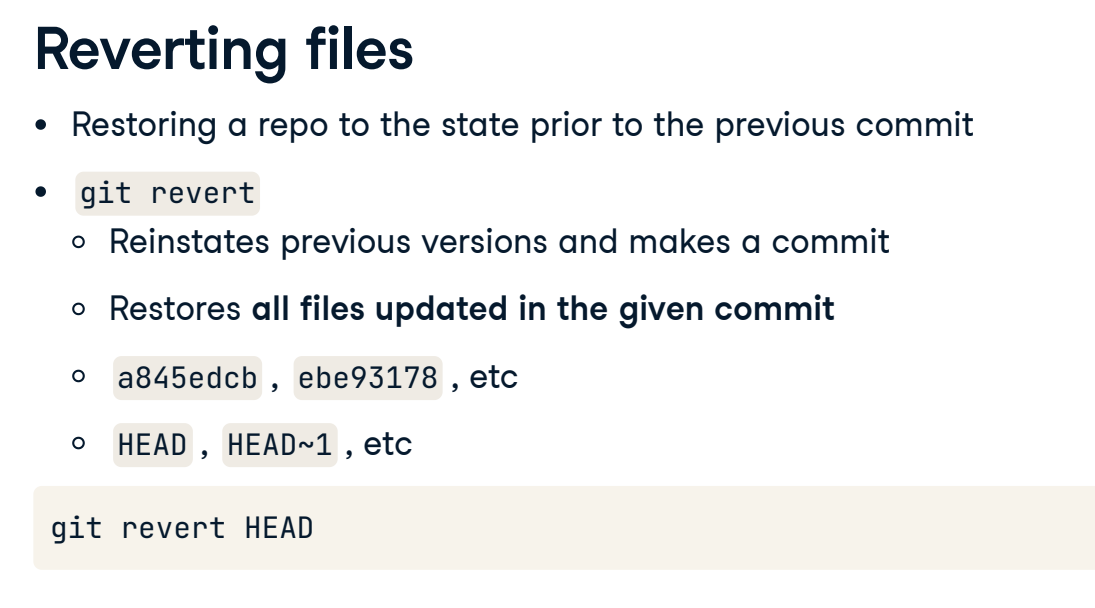 Reverting files
• Restoring a repo to the state prior to the previous commit
• git revert
○ Reinstates previous versions and makes a commit
○ Restores all files updated in the given commit
○ a845edcb , ebe93178 , etc
○ HEAD , HEAD~1 , etc
git revert HEAD